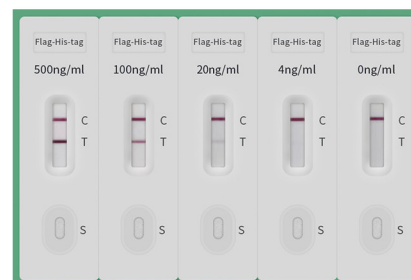 Flag-His-tag Flag-His-tag Flag-His-tag Flag-His-tag Flag-His-tag
500ng/ml 100ng/ml 20ng/ml 4ng/ml 0ng/ml
C C C C C
T T T T T
S S S S S